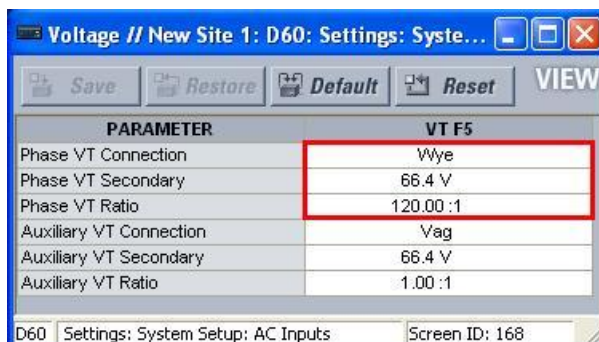 Voltage // New Site 1: D60: Settings: Syste...
Save Restore Default Reset VIEW
PARAMETER VT F5
Phase VT Connection Wye
Phase VT Secondary 66.4 V
Phase VT Ratio 120.00 :1
Auxiliary VT Connection Vag
Auxiliary VT Secondary 66.4 V
Auxiliary VT Ratio 1.00 :1
D60 Settings: System Setup: AC Inputs Screen ID: 168